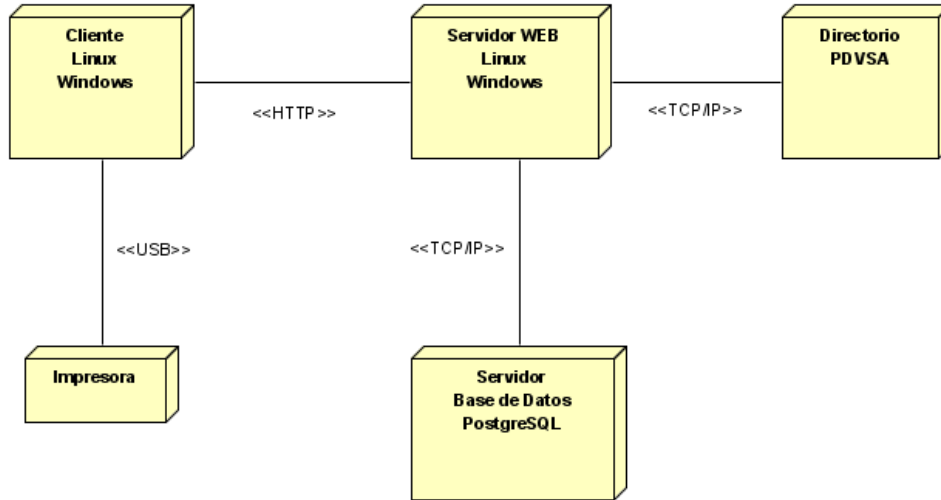 Cliente
Linux
Windows
Servidor WEB
Linux
Windows
Directorio
PDVSA
<<HTTP>>
<<TCP/IP>>
<<USB>>
<<TCP/IP>>
Impresora
Servidor
Base de Datos
PostgreSQL